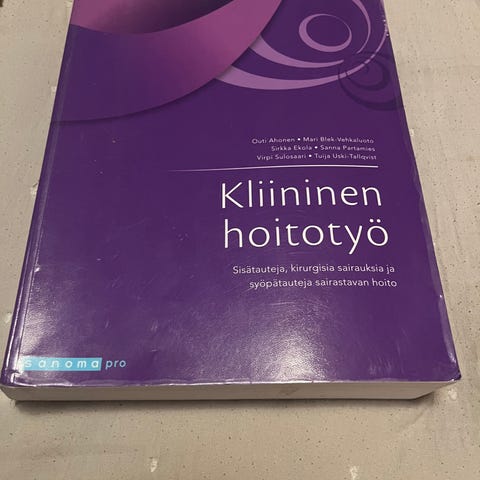 Outi Ahonen • Mari Blek-Vehkaluoto
Sirkka Ekola • Sanna Partamies
Virpi Sulosaari • Tuija Uski-Tallqvist
Kliininen
hoitotyö
Sisätauteja, kirurgisia sairauksia ja
syöpätauteja sairastavan hoito
sanoma pro